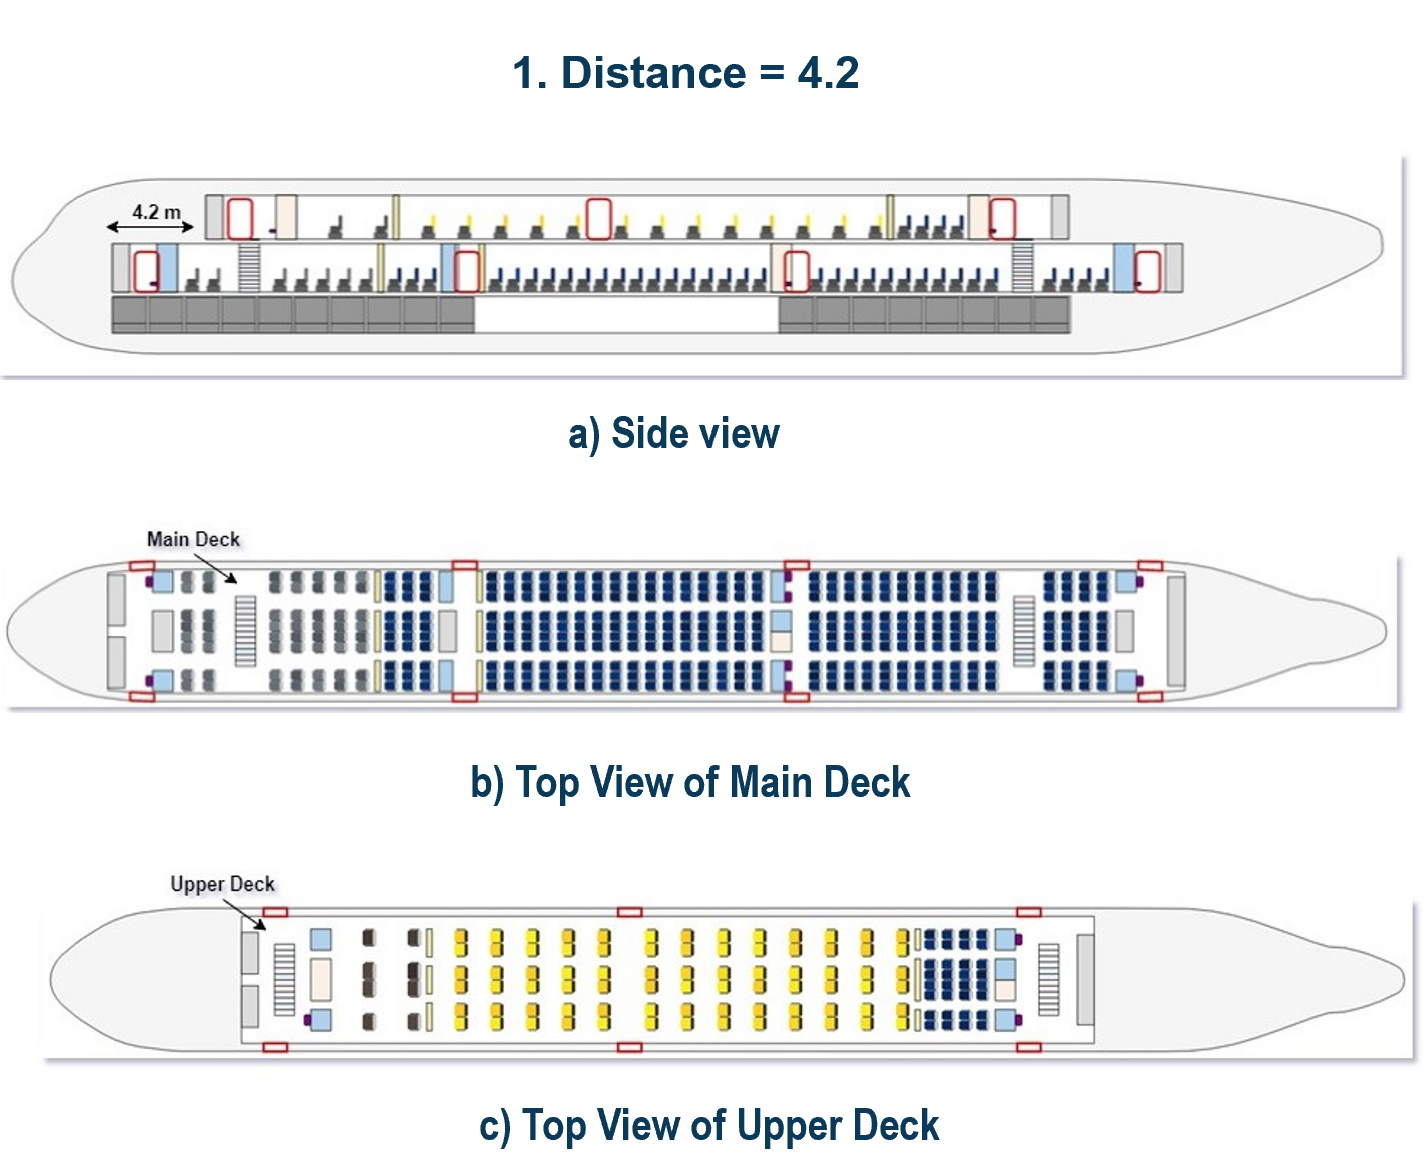 1. Distance = 4.2
4.2 m
a) Side view
Main Deck
b) Top View of Main Deck
Upper Deck
c) Top View of Upper Deck